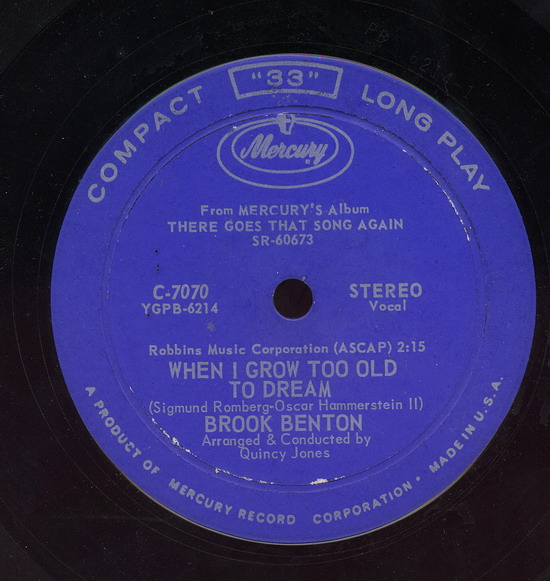 COMPACT "33" LONG PLAY
Mercury
From MERCURY'S Album
THERE GOES THAT SONG AGAIN
SR-60673
C-7070
YGPB-6214
STEREO
Vocal
Robbins Music Corporation (ASCAP) 2:15
WHEN I GROW TOO OLD
TO DREAM
(Sigmund Romberg-Oscar Hammerstein II)
BROOK BENTON
Arranged & Conducted by
Quincy Jones
A PRODUCT OF MERCURY RECORD CORPORATION • MADE IN U.S.A.